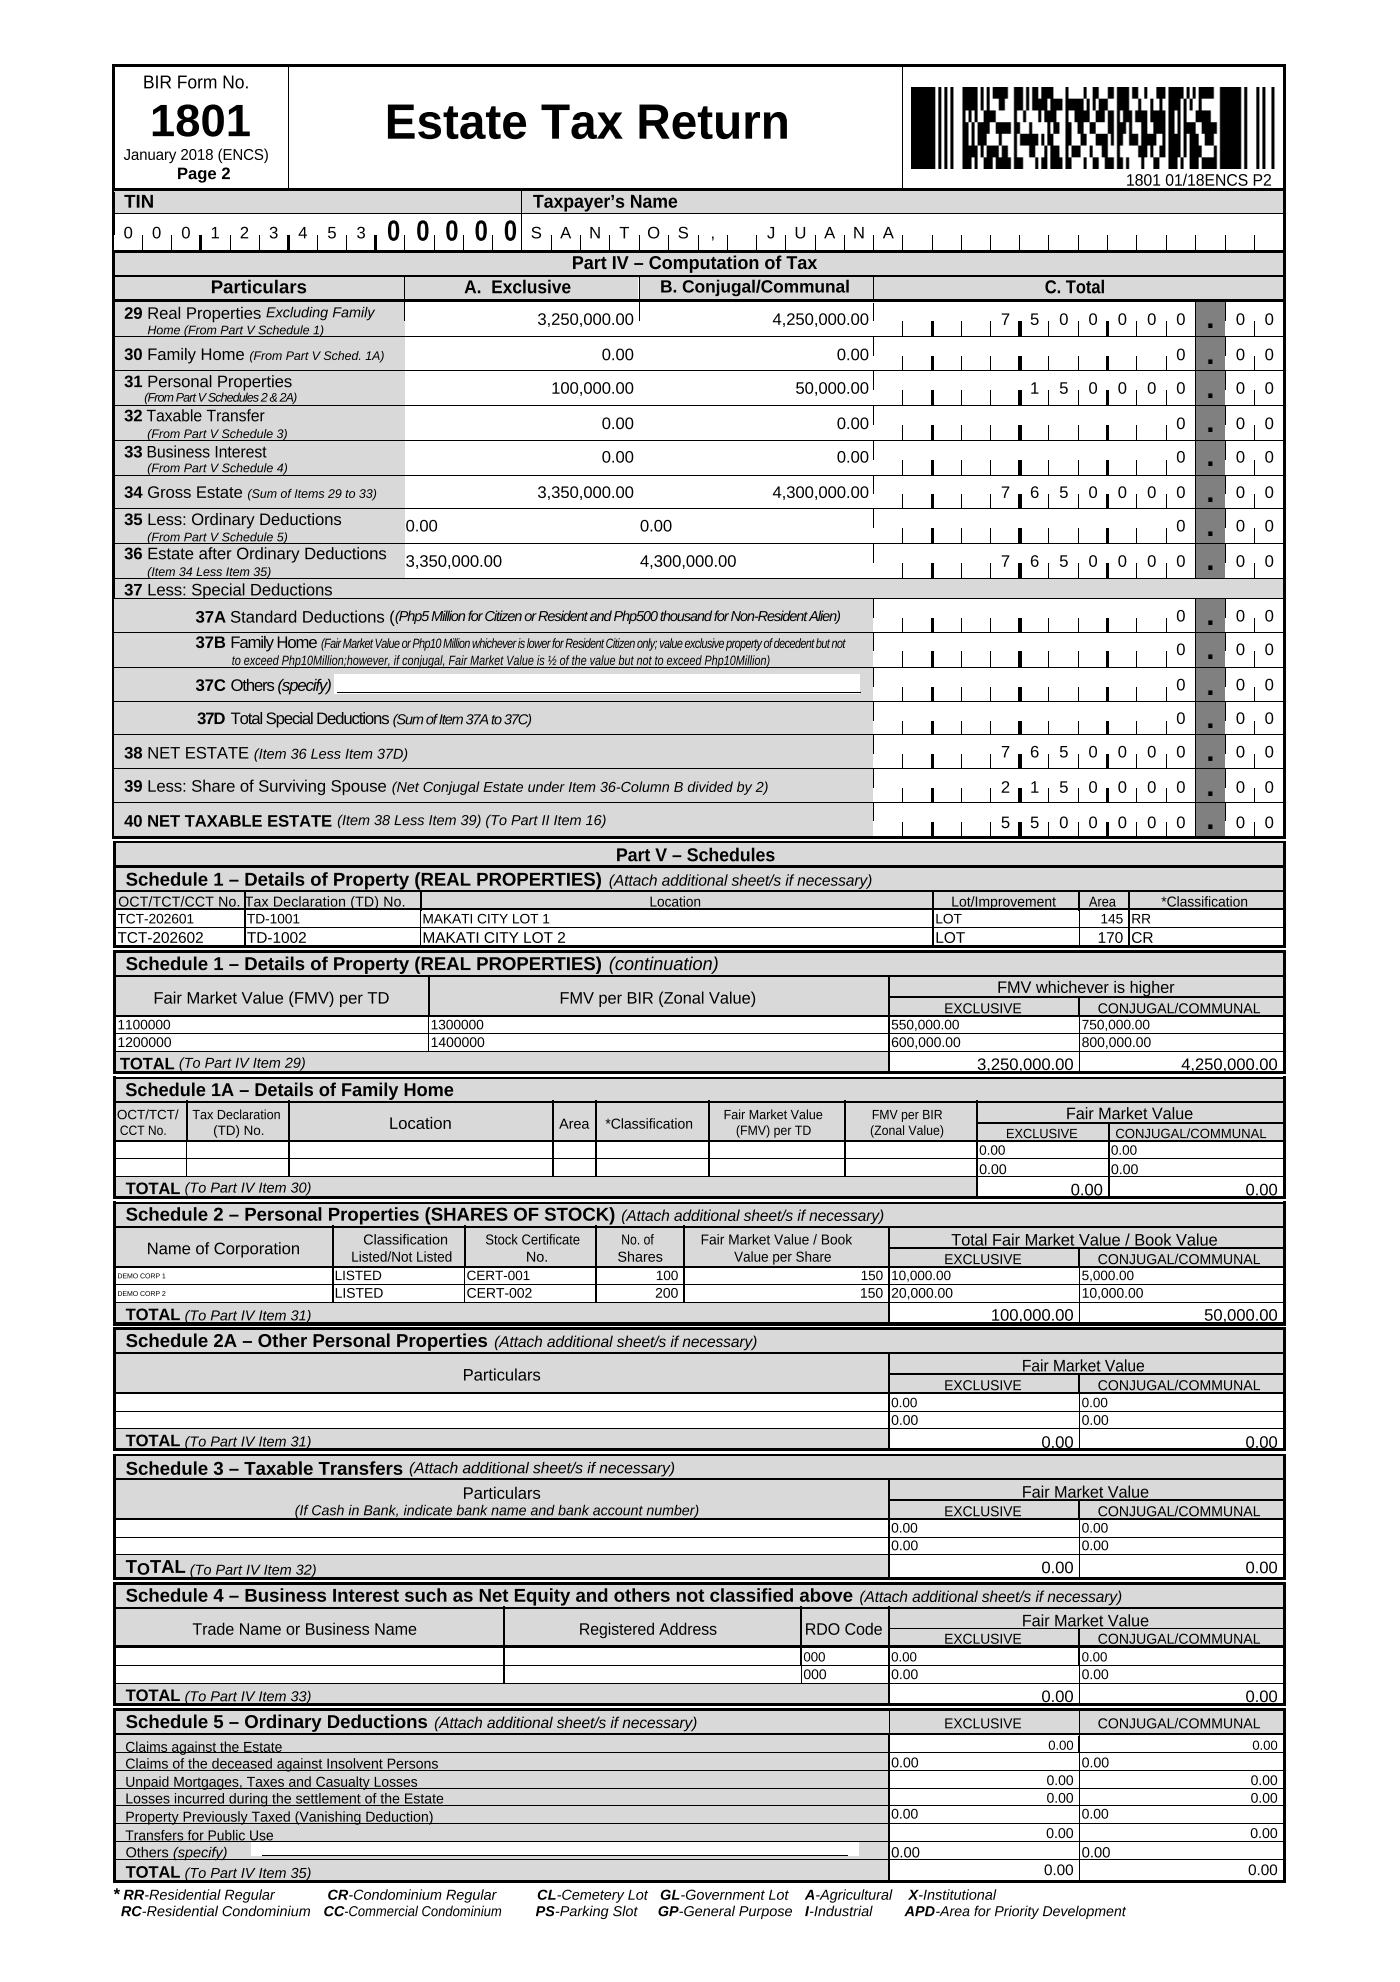 BIR Form No.
1801
January 2018 (ENCS)
Page 2
Estate Tax Return
1801 01/18ENCS P2
TIN Taxpayer’s Name
0 0 0 1 2 3 4 5 3 0 0 0 0 0 S A N T O S , J U A N A
Part IV – Computation of Tax
Particulars A. Exclusive B. Conjugal/Communal C. Total
29 Real Properties Excluding Family 3,250,000.00 4,250,000.00 7 5 0 0 0 0 0 . 0 0
Home (From Part V Schedule 1)
30 Family Home (From Part V Sched. 1A) 0.00 0.00 0 . 0 0
31 Personal Properties 100,000.00 50,000.00 1 5 0 0 0 0 . 0 0
(From Part V Schedules 2 & 2A)
32 Taxable Transfer 0.00 0.00 0 . 0 0
(From Part V Schedule 3)
33 Business Interest 0.00 0.00 0 . 0 0
(From Part V Schedule 4)
34 Gross Estate (Sum of Items 29 to 33) 3,350,000.00 4,300,000.00 7 6 5 0 0 0 0 . 0 0
35 Less: Ordinary Deductions 0.00 0.00 0 . 0 0
(From Part V Schedule 5)
36 Estate after Ordinary Deductions 3,350,000.00 4,300,000.00 7 6 5 0 0 0 0 . 0 0
(Item 34 Less Item 35)
37 Less: Special Deductions
37A Standard Deductions ((Php5 Million for Citizen or Resident and Php500 thousand for Non-Resident Alien) 0 . 0 0
37B Family Home (Fair Market Value or Php10 Million whichever is lower for Resident Citizen only; value exclusive property of decedent but not 0 . 0 0
to exceed Php10Million;however, if conjugal, Fair Market Value is ½ of the value but not to exceed Php10Million)
37C Others (specify) 0 . 0 0
37D Total Special Deductions (Sum of Item 37A to 37C) 0 . 0 0
38 NET ESTATE (Item 36 Less Item 37D) 7 6 5 0 0 0 0 . 0 0
39 Less: Share of Surviving Spouse (Net Conjugal Estate under Item 36-Column B divided by 2) 2 1 5 0 0 0 0 . 0 0
40 NET TAXABLE ESTATE (Item 38 Less Item 39) (To Part II Item 16) 5 5 0 0 0 0 0 . 0 0
Part V – Schedules
Schedule 1 – Details of Property (REAL PROPERTIES) (Attach additional sheet/s if necessary)
OCT/TCT/CCT No. Tax Declaration (TD) No. Location Lot/Improvement Area *Classification
TCT-202601 TD-1001 MAKATI CITY LOT 1 LOT 145 RR
TCT-202602 TD-1002 MAKATI CITY LOT 2 LOT 170 CR
Schedule 1 – Details of Property (REAL PROPERTIES) (continuation)
Fair Market Value (FMV) per TD FMV per BIR (Zonal Value) FMV whichever is higher
EXCLUSIVE CONJUGAL/COMMUNAL
1100000 1300000 550,000.00 750,000.00
1200000 1400000 600,000.00 800,000.00
TOTAL (To Part IV Item 29) 3,250,000.00 4,250,000.00
Schedule 1A – Details of Family Home
OCT/TCT/ CCT No. Tax Declaration (TD) No. Location Area *Classification Fair Market Value (FMV) per TD FMV per BIR (Zonal Value) Fair Market Value
EXCLUSIVE CONJUGAL/COMMUNAL
0.00 0.00
0.00 0.00
TOTAL (To Part IV Item 30) 0.00 0.00
Schedule 2 – Personal Properties (SHARES OF STOCK) (Attach additional sheet/s if necessary)
Name of Corporation Classification Listed/Not Listed Stock Certificate No. No. of Shares Fair Market Value / Book Value per Share Total Fair Market Value / Book Value
EXCLUSIVE CONJUGAL/COMMUNAL
DEMO CORP 1 LISTED CERT-001 100 150 10,000.00 5,000.00
DEMO CORP 2 LISTED CERT-002 200 150 20,000.00 10,000.00
TOTAL (To Part IV Item 31) 100,000.00 50,000.00
Schedule 2A – Other Personal Properties (Attach additional sheet/s if necessary)
Particulars Fair Market Value
EXCLUSIVE CONJUGAL/COMMUNAL
0.00 0.00
0.00 0.00
TOTAL (To Part IV Item 31) 0.00 0.00
Schedule 3 – Taxable Transfers (Attach additional sheet/s if necessary)
Particulars Fair Market Value
(If Cash in Bank, indicate bank name and bank account number) EXCLUSIVE CONJUGAL/COMMUNAL
0.00 0.00
0.00 0.00
TOTAL (To Part IV Item 32) 0.00 0.00
Schedule 4 – Business Interest such as Net Equity and others not classified above (Attach additional sheet/s if necessary)
Trade Name or Business Name Registered Address RDO Code Fair Market Value
EXCLUSIVE CONJUGAL/COMMUNAL
000 0.00 0.00
000 0.00 0.00
TOTAL (To Part IV Item 33) 0.00 0.00
Schedule 5 – Ordinary Deductions (Attach additional sheet/s if necessary) EXCLUSIVE CONJUGAL/COMMUNAL
Claims against the Estate 0.00 0.00
Claims of the deceased against Insolvent Persons 0.00 0.00
Unpaid Mortgages, Taxes and Casualty Losses 0.00 0.00
Losses incurred during the settlement of the Estate 0.00 0.00
Property Previously Taxed (Vanishing Deduction) 0.00 0.00
Transfers for Public Use 0.00 0.00
Others (specify) 0.00 0.00
TOTAL (To Part IV Item 35) 0.00 0.00
* RR-Residential Regular CR-Condominium Regular CL-Cemetery Lot GL-Government Lot A-Agricultural X-Institutional
RC-Residential Condominium CC-Commercial Condominium PS-Parking Slot GP-General Purpose I-Industrial APD-Area for Priority Development